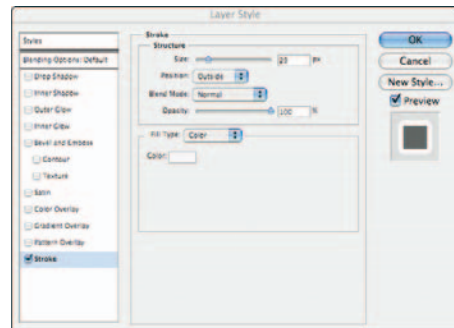 Layer Style
Styles
Blending Options: Default
Drop Shadow
Inner Shadow
Outer Glow
Inner Glow
Bevel and Emboss
Contour
Texture
Satin
Color Overlay
Gradient Overlay
Pattern Overlay
Stroke
Stroke
Structure
Size: px
Position: Outside
Blend Mode: Normal
Opacity: 100 %
Fill Type: Color
Color:
OK
Cancel
New Style...
Preview